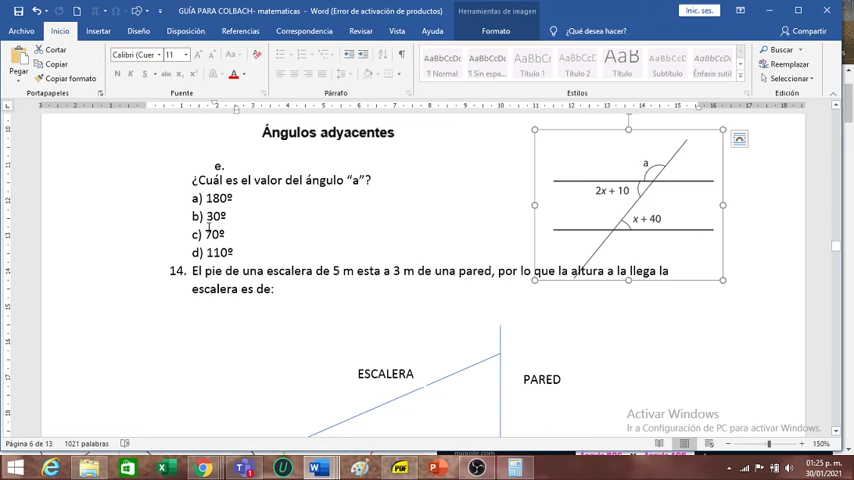 GUÍA PARA COLBACH- matematicas - Word (Error de activación de productos)
Herramientas de imagen
Inic. ses.
Archivo Inicio Insertar Diseño Disposición Referencias Correspondencia Revisar Vista Programador Ayuda Formato ¿Qué desea hacer? Compartir
Pegar
Cortar
Copiar
Copiar formato
Portapapeles
Calibri (Cuer 11
N K S abc x₂ x²
Fuente
Párrafo
AaBbCcDc AaBbCcDc AaBbCc AaBbCcC AaB AaBbCcD AaBbCcDc
¶ Normal ¶ Sin espa... Título 1 Título 2 Título Subtítulo Énfasis sutil
Estilos
Buscar
Reemplazar
Seleccionar
Edición
Ángulos adyacentes
e.
¿Cuál es el valor del ángulo “a”?
a) 180º
b) 30º
c) 70º
d) 110º
a
2x + 10
x + 40
14. El pie de una escalera de 5 m esta a 3 m de una pared, por lo que la altura a la llega la
escalera es de:
ESCALERA
PARED
Activar Windows
Ir a Configuración de PC para activar Windows.
Página 6 de 13 1021 palabras
150%
01:25 p. m.
30/01/2021